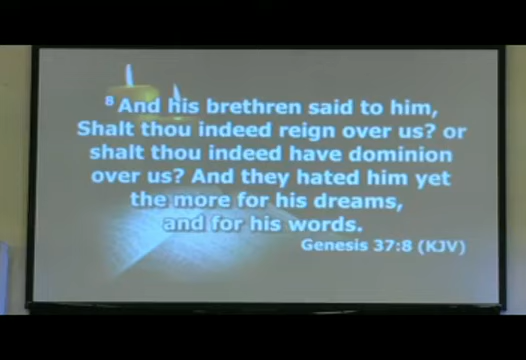 8 And his brethren said to him,
Shalt thou indeed reign over us? or
shalt thou indeed have dominion
over us? And they hated him yet
the more for his dreams,
and for his words.
Genesis 37:8 (KJV)